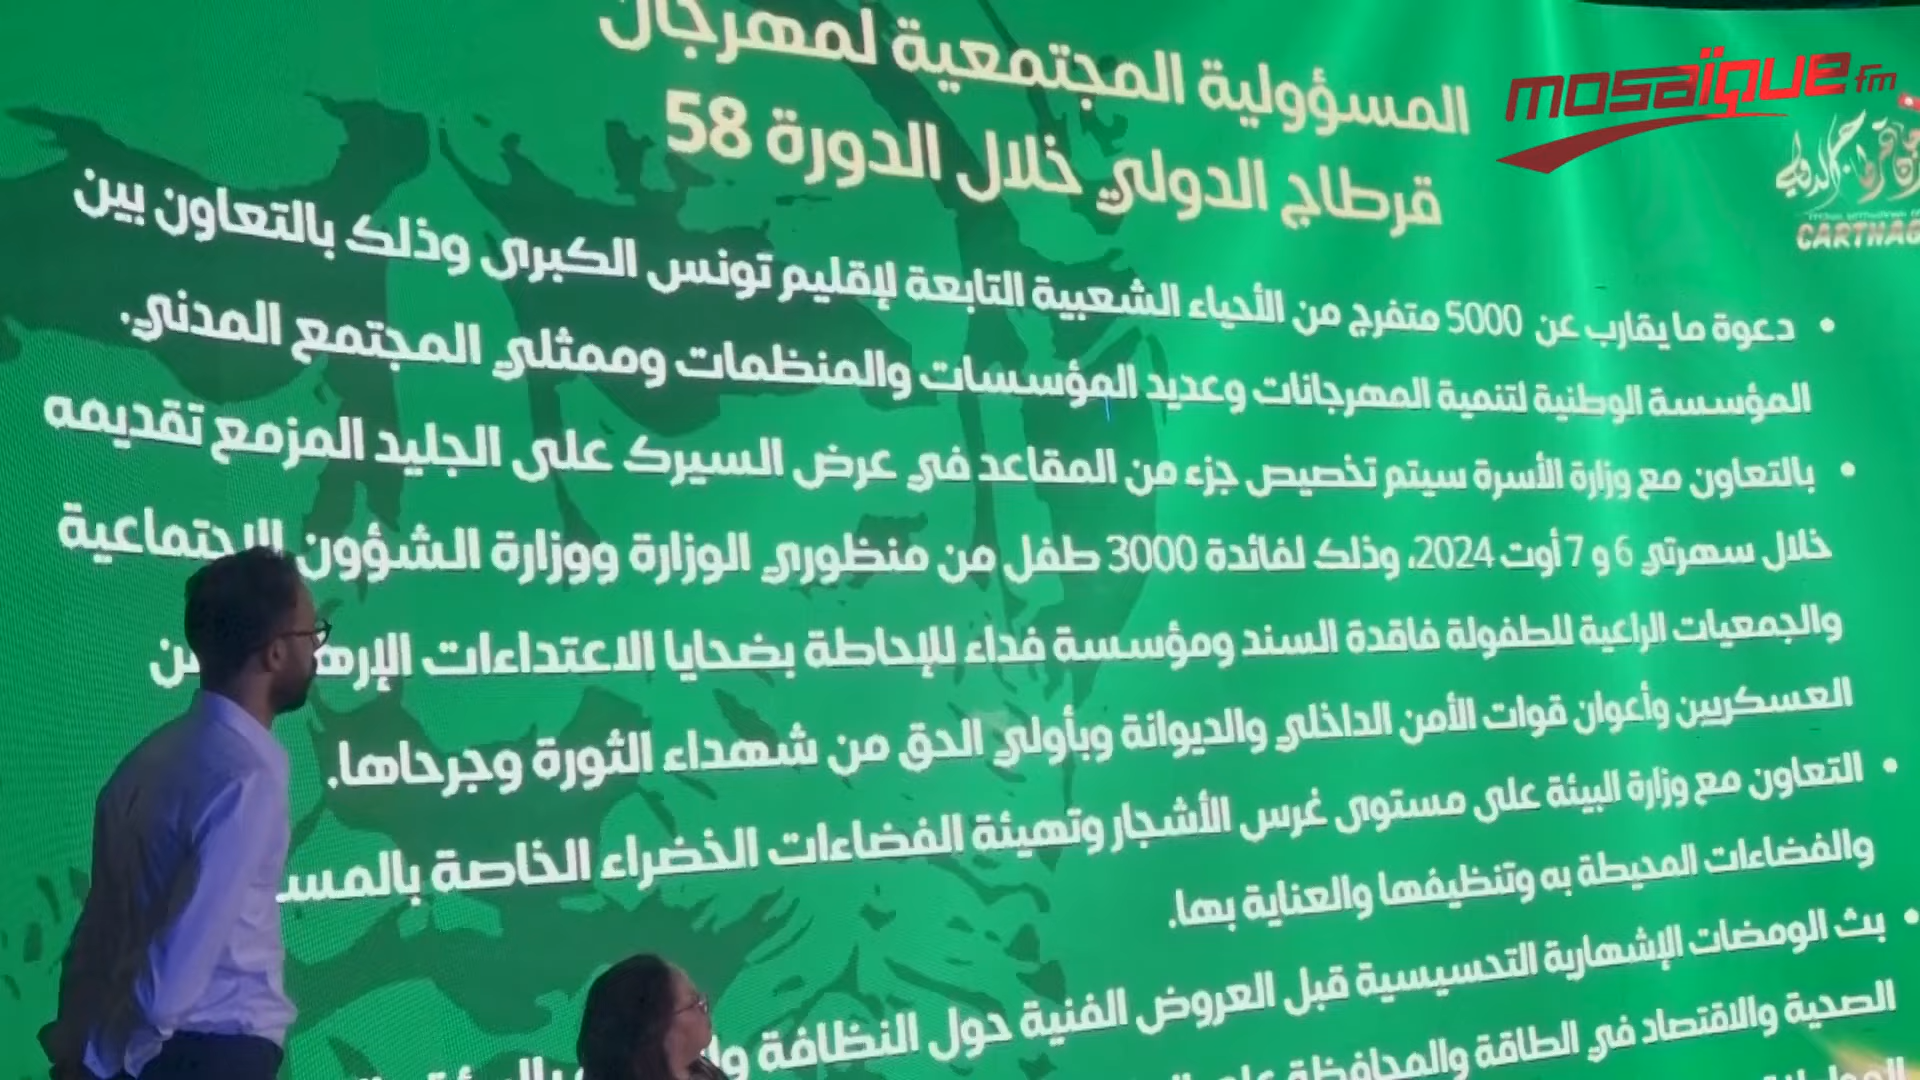 المسؤولية المجتمعية لمهرجان
قرطاج الدولي خلال الدورة 58
mosaïque fm
CARTHAG
• دعوة ما يقارب عن 5000 متفرج من الأحياء الشعبية التابعة لإقليم تونس الكبرى وذلك بالتعاون بين
المؤسسة الوطنية لتنمية المهرجانات وعديد المؤسسات والمنظمات وممثلي المجتمع المدني.
• بالتعاون مع وزارة الأسرة سيتم تخصيص جزء من المقاعد في عرض السيرك على الجليد المزمع تقديمه
خلال سهرتي 6 و 7 أوت 2024، وذلك لفائدة 3000 طفل من منظوري الوزارة ووزارة الشؤون الاجتماعية
والجمعيات الراعية للطفولة فاقدة السند ومؤسسة فداء للإحاطة بضحايا الاعتداءات
العسكريين وأعوان قوات الأمن الداخلي والديوانة وبأولي الحق من شهداء الثورة وجرحاها.
• التعاون مع وزارة البيئة على مستوى غرس الأشجار وتهيئة الفضاءات الخضراء الخاصة
والفضاءات المحيطة به وتنظيفها والعناية بها.
• بث الومضات الإشهارية التحسيسية قبل العروض الفنية حول النظافة
الصحية والاقتصاد في الطاقة والمحافظة